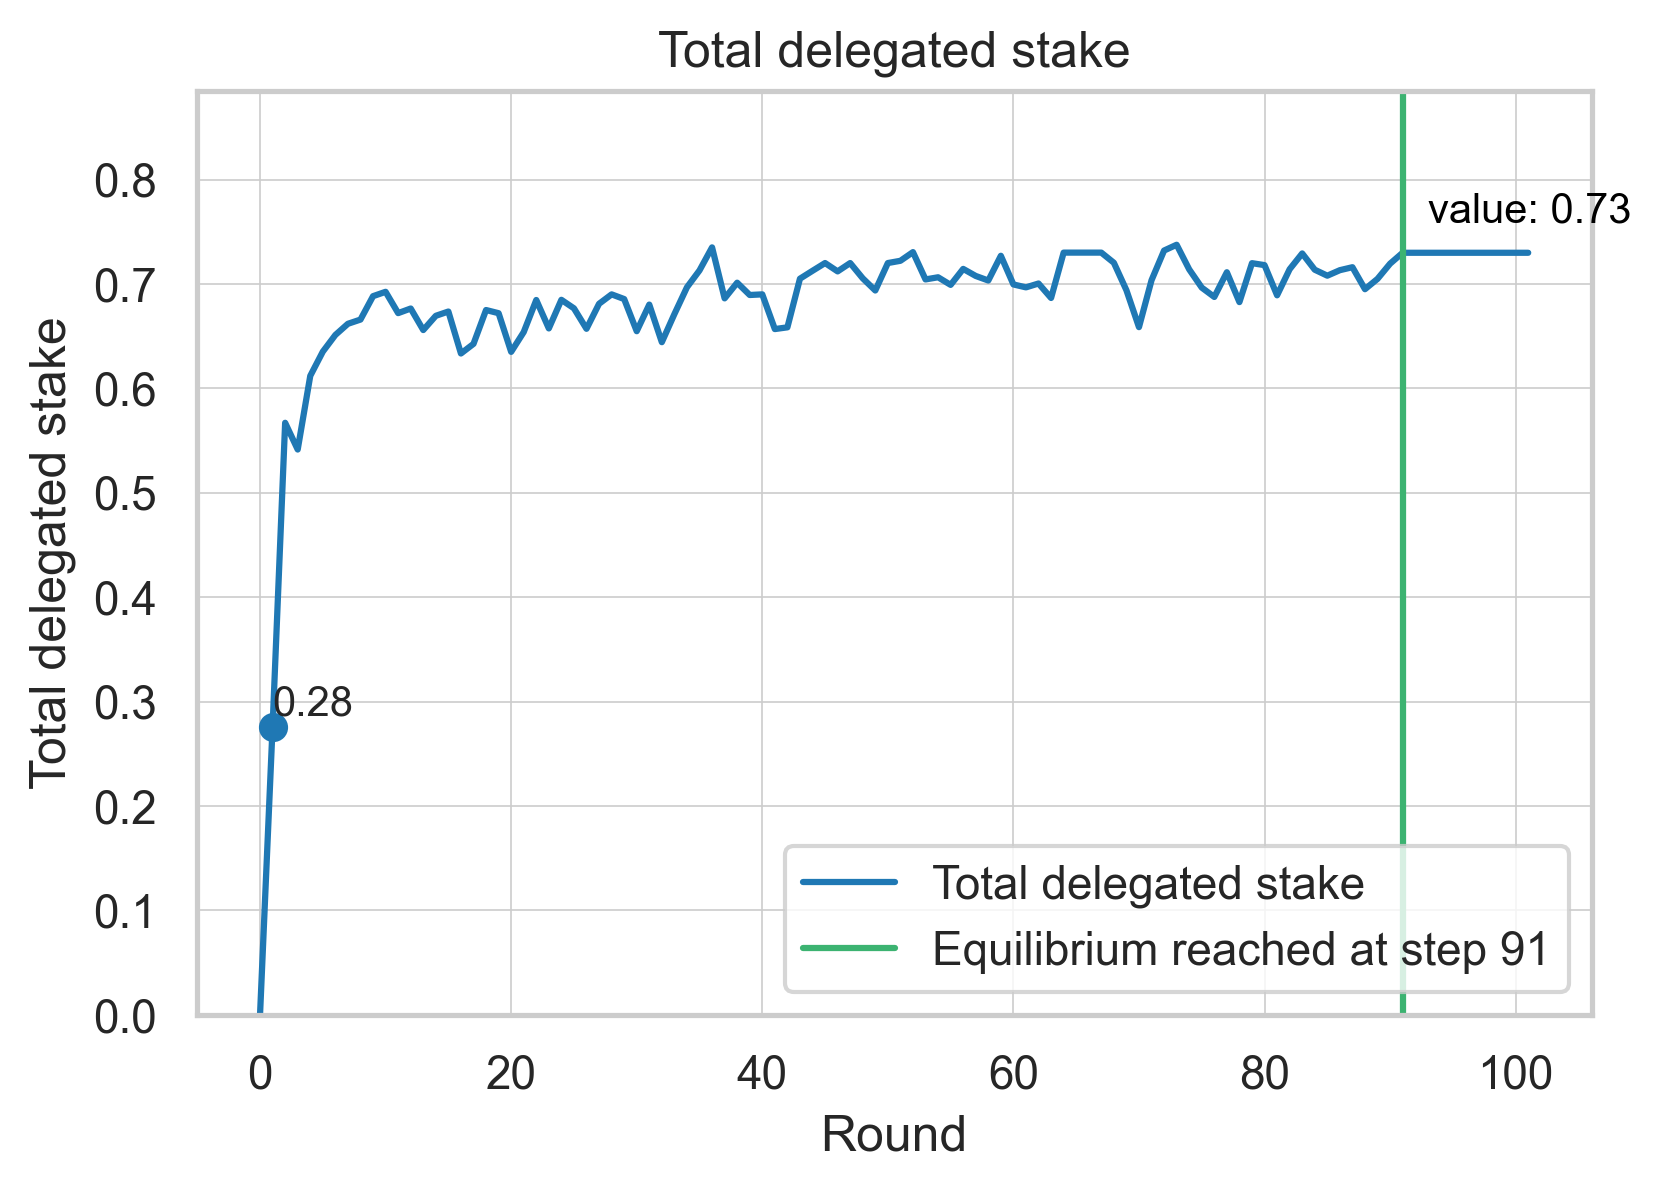 Total delegated stake
Total delegated stake
0.8
0.7
0.6
0.5
0.4
0.3
0.2
0.1
0.0
value: 0.73
0.28
Total delegated stake
Equilibrium reached at step 91
0 20 40 60 80 100
Round